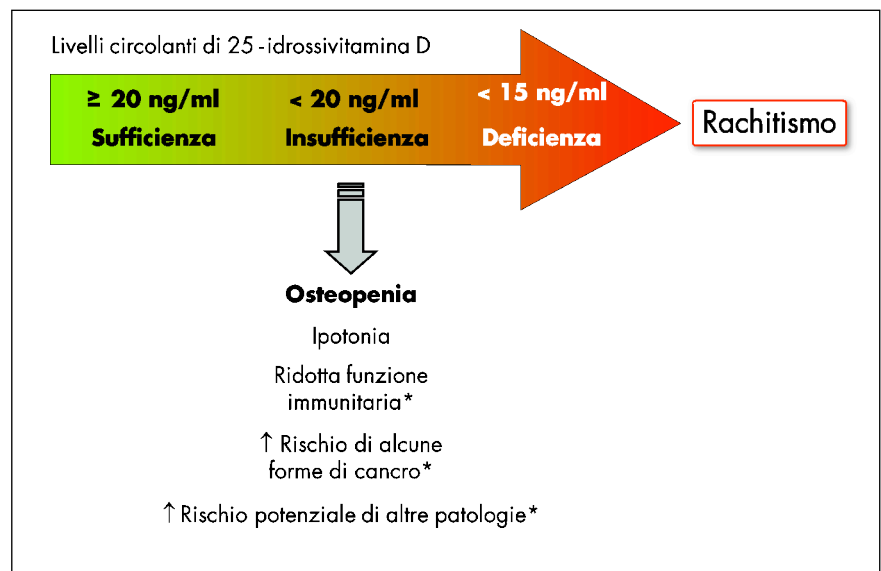 Livelli circolanti di 25-idrossivitamina D
≥ 20 ng/ml
Sufficienza
< 20 ng/ml
Insufficienza
< 15 ng/ml
Deficienza
Rachitismo
Osteopenia
Ipotonia
Ridotta funzione
immunitaria*
↑ Rischio di alcune
forme di cancro*
↑ Rischio potenziale di altre patologie*